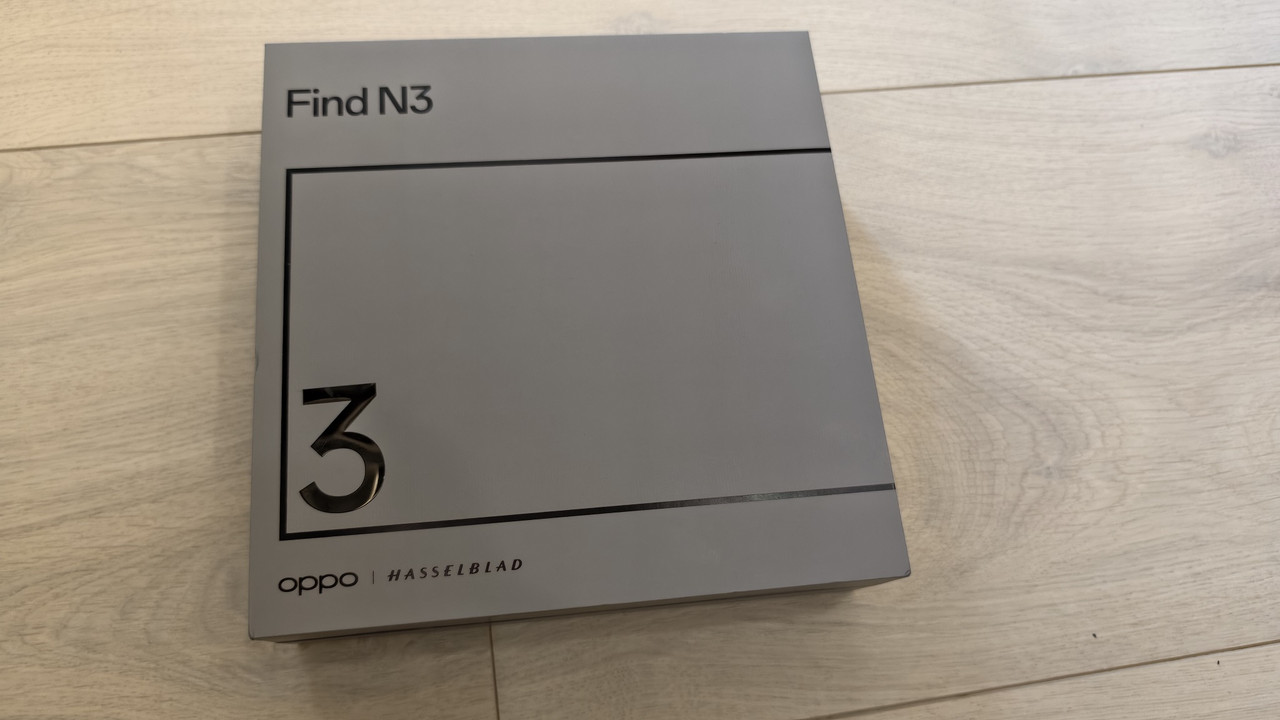 Find N3
3
oppo | HASSELBLAD